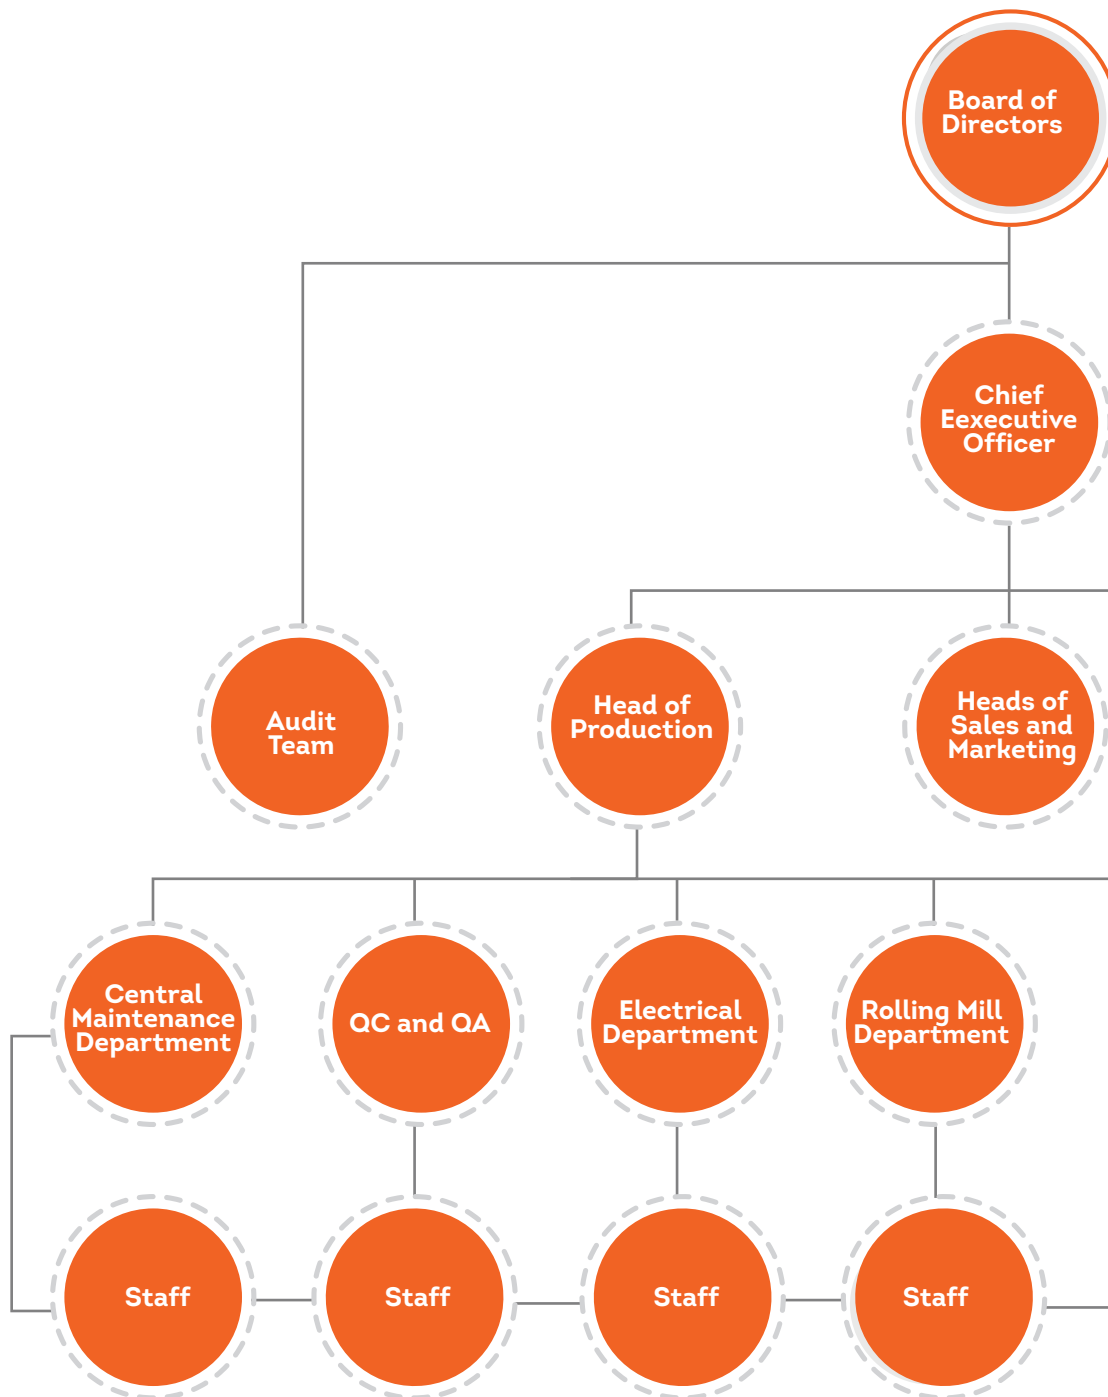 Board of
Directors
Chief
Eexecutive
Officer
Audit
Team
Head of
Production
Heads of
Sales and
Marketing
Central
Maintenance
Department
QC and QA
Electrical
Department
Rolling Mill
Department
Staff
Staff
Staff
Staff